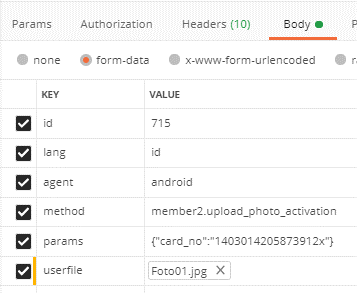 Params Authorization Headers (10) Body
none form-data x-www-form-urlencoded
KEY VALUE
id 715
lang id
agent android
method member2.upload_photo_activation
params {"card_no":"1403014205873912x"}
userfile Foto01.jpg X